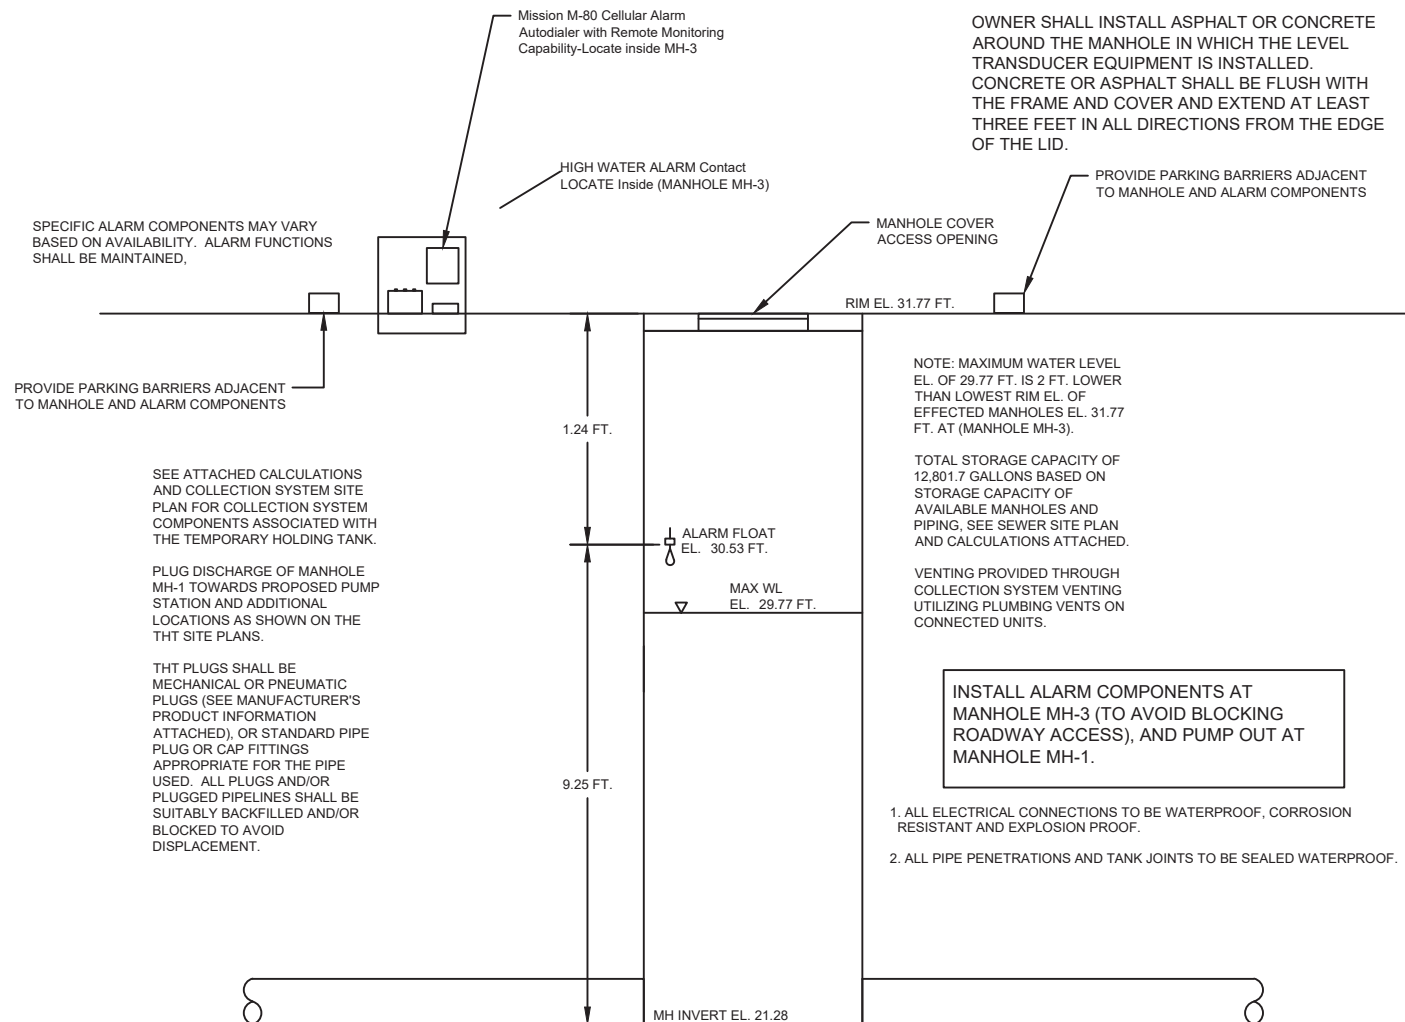 Mission M-80 Cellular Alarm
Autodialer with Remote Monitoring
Capability-Locate inside MH-3
OWNER SHALL INSTALL ASPHALT OR CONCRETE
AROUND THE MANHOLE IN WHICH THE LEVEL
TRANSDUCER EQUIPMENT IS INSTALLED.
CONCRETE OR ASPHALT SHALL BE FLUSH WITH
THE FRAME AND COVER AND EXTEND AT LEAST
THREE FEET IN ALL DIRECTIONS FROM THE EDGE
OF THE LID.
HIGH WATER ALARM Contact
LOCATE Inside (MANHOLE MH-3)
PROVIDE PARKING BARRIERS ADJACENT
TO MANHOLE AND ALARM COMPONENTS
SPECIFIC ALARM COMPONENTS MAY VARY
BASED ON AVAILABILITY. ALARM FUNCTIONS
SHALL BE MAINTAINED,
MANHOLE COVER
ACCESS OPENING
RIM EL. 31.77 FT.
PROVIDE PARKING BARRIERS ADJACENT
TO MANHOLE AND ALARM COMPONENTS
1.24 FT.
NOTE: MAXIMUM WATER LEVEL
EL. OF 29.77 FT. IS 2 FT. LOWER
THAN LOWEST RIM EL. OF
EFFECTED MANHOLES EL. 31.77
FT. AT (MANHOLE MH-3).
TOTAL STORAGE CAPACITY OF
12,801.7 GALLONS BASED ON
STORAGE CAPACITY OF
AVAILABLE MANHOLES AND
PIPING, SEE SEWER SITE PLAN
AND CALCULATIONS ATTACHED.
VENTING PROVIDED THROUGH
COLLECTION SYSTEM VENTING
UTILIZING PLUMBING VENTS ON
CONNECTED UNITS.
SEE ATTACHED CALCULATIONS
AND COLLECTION SYSTEM SITE
PLAN FOR COLLECTION SYSTEM
COMPONENTS ASSOCIATED WITH
THE TEMPORARY HOLDING TANK.
PLUG DISCHARGE OF MANHOLE
MH-1 TOWARDS PROPOSED PUMP
STATION AND ADDITIONAL
LOCATIONS AS SHOWN ON THE
THT SITE PLANS.
THT PLUGS SHALL BE
MECHANICAL OR PNEUMATIC
PLUGS (SEE MANUFACTURER'S
PRODUCT INFORMATION
ATTACHED), OR STANDARD PIPE
PLUG OR CAP FITTINGS
APPROPRIATE FOR THE PIPE
USED. ALL PLUGS AND/OR
PLUGGED PIPELINES SHALL BE
SUITABLY BACKFILLED AND/OR
BLOCKED TO AVOID
DISPLACEMENT.
ALARM FLOAT
EL. 30.53 FT.
MAX WL
EL. 29.77 FT.
9.25 FT.
INSTALL ALARM COMPONENTS AT
MANHOLE MH-3 (TO AVOID BLOCKING
ROADWAY ACCESS), AND PUMP OUT AT
MANHOLE MH-1.
1. ALL ELECTRICAL CONNECTIONS TO BE WATERPROOF, CORROSION
RESISTANT AND EXPLOSION PROOF.
2. ALL PIPE PENETRATIONS AND TANK JOINTS TO BE SEALED WATERPROOF.
MH INVERT EL. 21.28